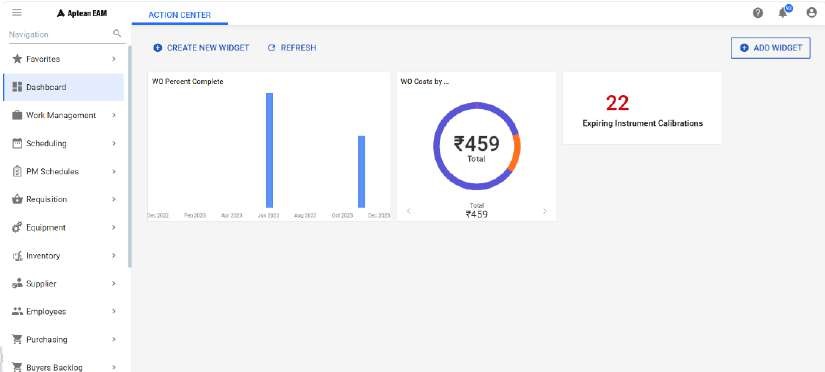 Aptean EAM
ACTION CENTER
Navigation
Favorites
Dashboard
Work Management
Scheduling
PM Schedules
Requisition
Equipment
Inventory
Supplier
Employees
Purchasing
Buyers Backlog
CREATE NEW WIDGET
REFRESH
ADD WIDGET
WO Percent Complete
Dec 2022 Feb 2023 Apr 2023 Jun 2023 Aug 2023 Oct 2023 Dec 2023
WO Costs by ...
₹459
Total
Total
₹459
22
Expiring Instrument Calibrations